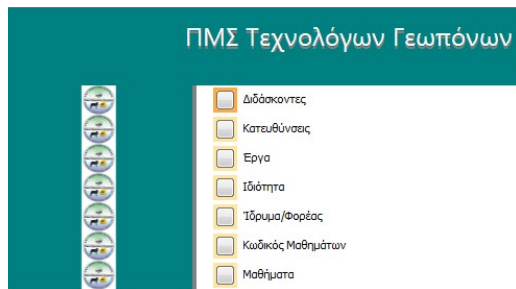 ΠΜΣ Τεχνολόγων Γεωπόνων
Διδάσκοντες
Κατευθύνσεις
Έργα
Ιδιότητα
Ίδρυμα/Φορέας
Κωδικός Μαθημάτων
Μαθήματα